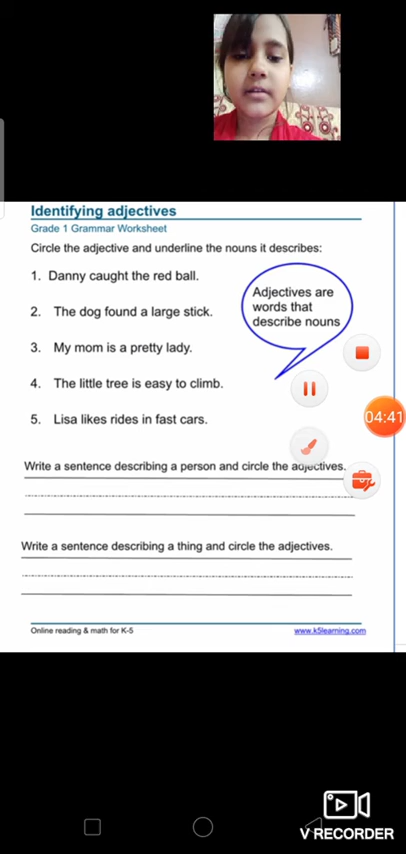 Identifying adjectives
Grade 1 Grammar Worksheet
Circle the adjective and underline the nouns it describes:
1. Danny caught the red ball.
2. The dog found a large stick.
3. My mom is a pretty lady.
4. The little tree is easy to climb.
5. Lisa likes rides in fast cars.
Adjectives are
words that
describe nouns
04:41
Write a sentence describing a person and circle the adjectives.
Write a sentence describing a thing and circle the adjectives.
Online reading & math for K-5
www.k5learning.com
V RECORDER